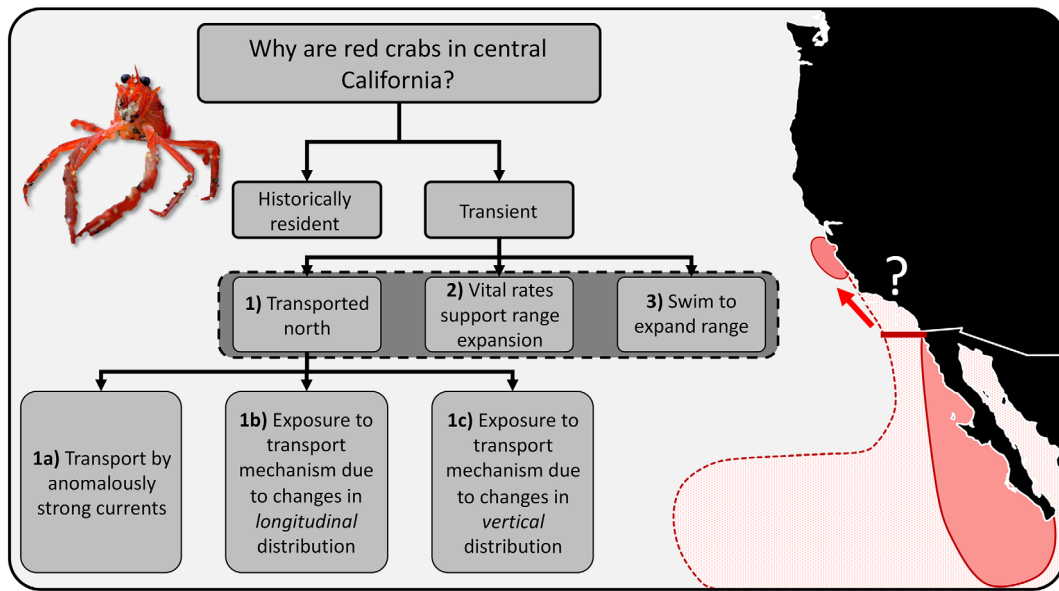 Why are red crabs in central
California?
Historically
resident
Transient
1) Transported
north
2) Vital rates
support range
expansion
3) Swim to
expand range
?
1a) Transport by
anomalously
strong currents
1b) Exposure to
transport
mechanism due
to changes in
longitudinal
distribution
1c) Exposure to
transport
mechanism due
to changes in
vertical
distribution